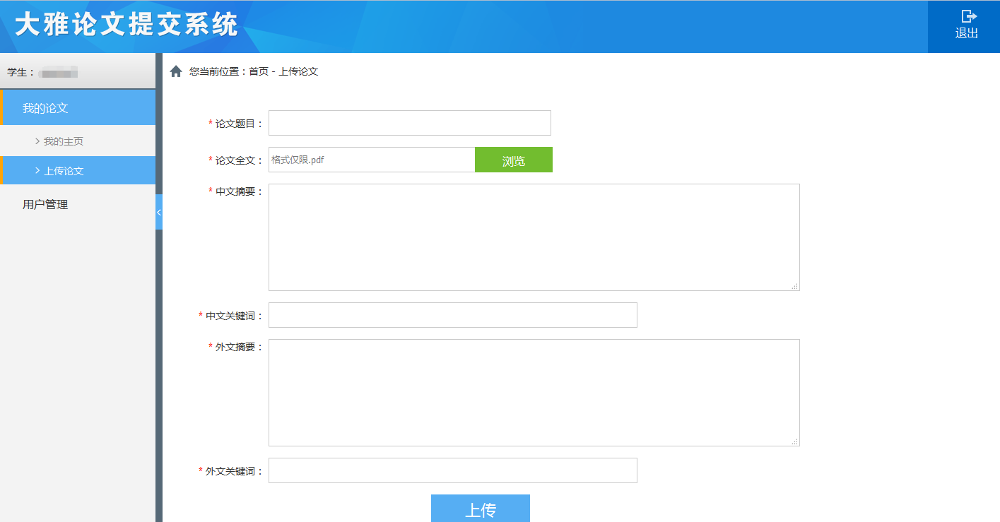 大雅论文提交系统
退出
学生：
我的论文
> 我的主页
> 上传论文
用户管理
<
您当前位置：首页 - 上传论文
* 论文题目：
* 论文全文： 格式仅限.pdf 浏览
* 中文摘要：
* 中文关键词：
* 外文摘要：
* 外文关键词：
上传